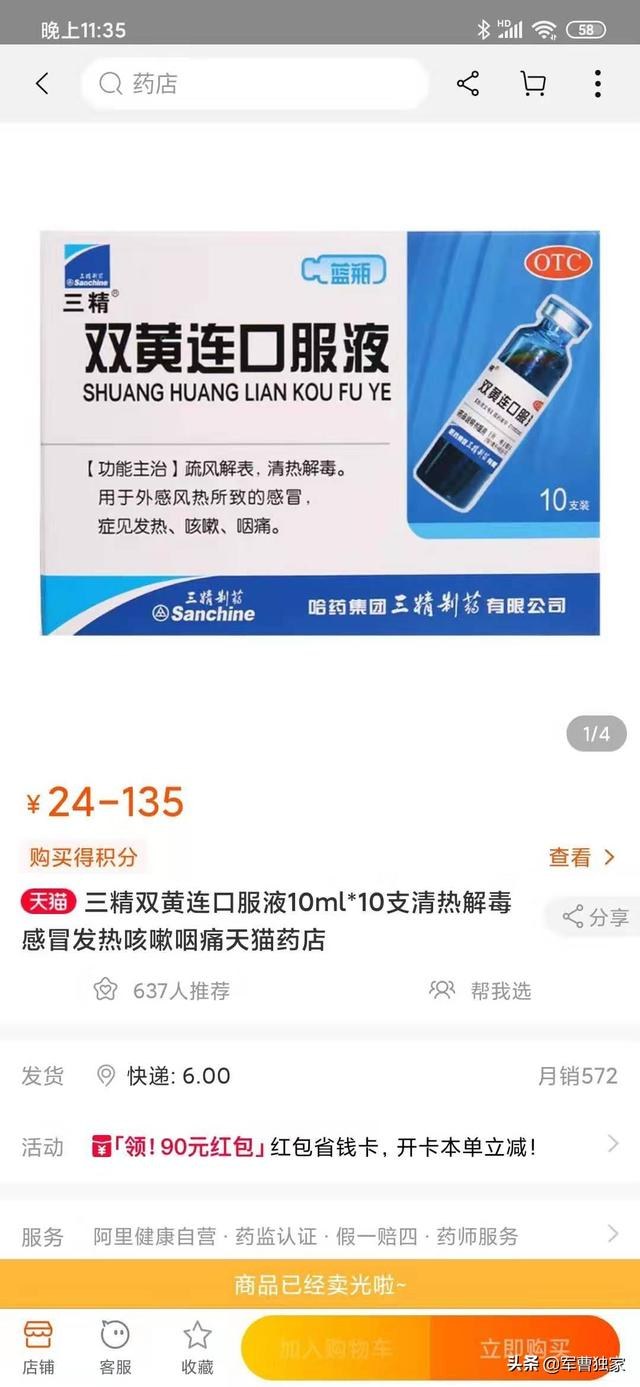 晚上11:35
HD
58
药店
三精制药
Sanchine
三精®
蓝瓶
OTC
双黄连口服液
SHUANG HUANG LIAN KOU FU YE
双黄连口服液
【功能主治】疏风解表，清热解毒。
用于外感风热所致的感冒，
症见发热、咳嗽、咽痛。
10支装
三精制药
Sanchine
哈药集团三精制药有限公司
1/4
¥24-135
购买得积分
查看
天猫 三精双黄连口服液10ml*10支清热解毒
感冒发热咳嗽咽痛天猫药店
分享
637人推荐
帮我选
发货 快递: 6.00 月销572
活动 「领！90元红包」红包省钱卡，开卡本单立减！
服务 阿里健康自营 · 药监认证 · 假一赔四 · 药师服务
商品已经卖光啦~
店铺
客服
收藏
加入购物车
立即购买
头条 @军曹独家